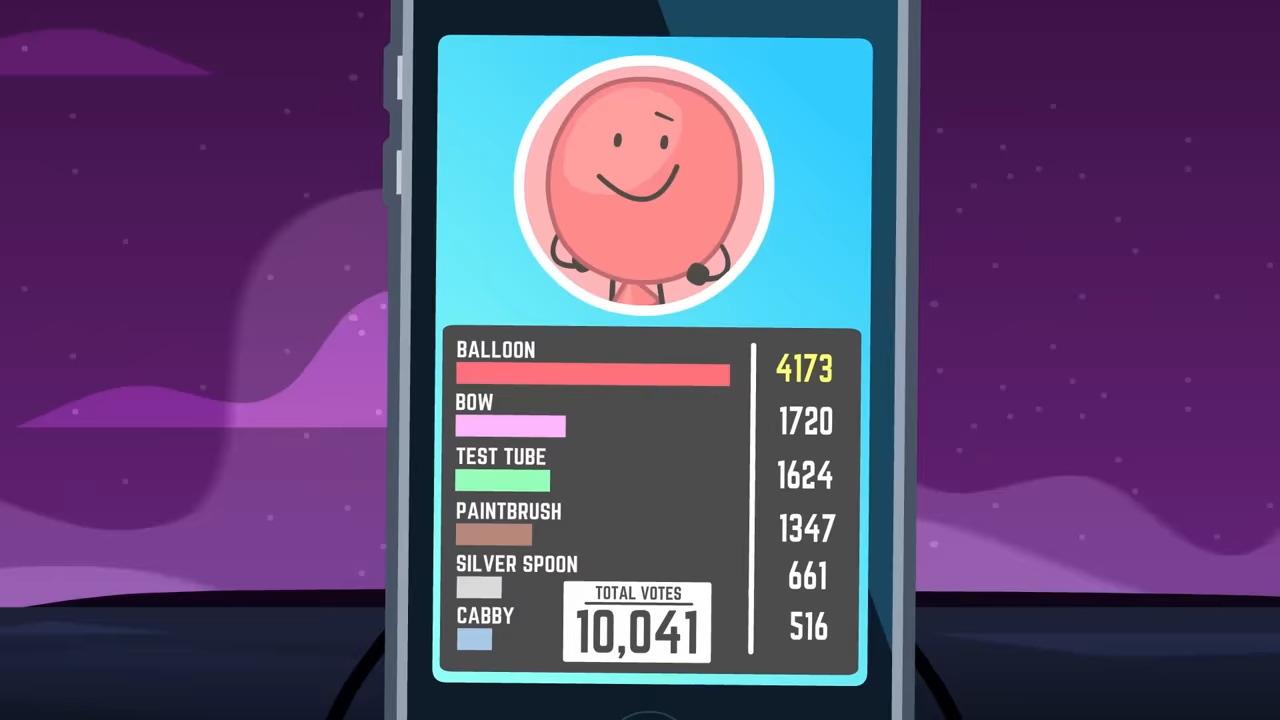 BALLOON 4173
BOW 1720
TEST TUBE 1624
PAINTBRUSH 1347
SILVER SPOON 661
CABBY 516
TOTAL VOTES
10,041